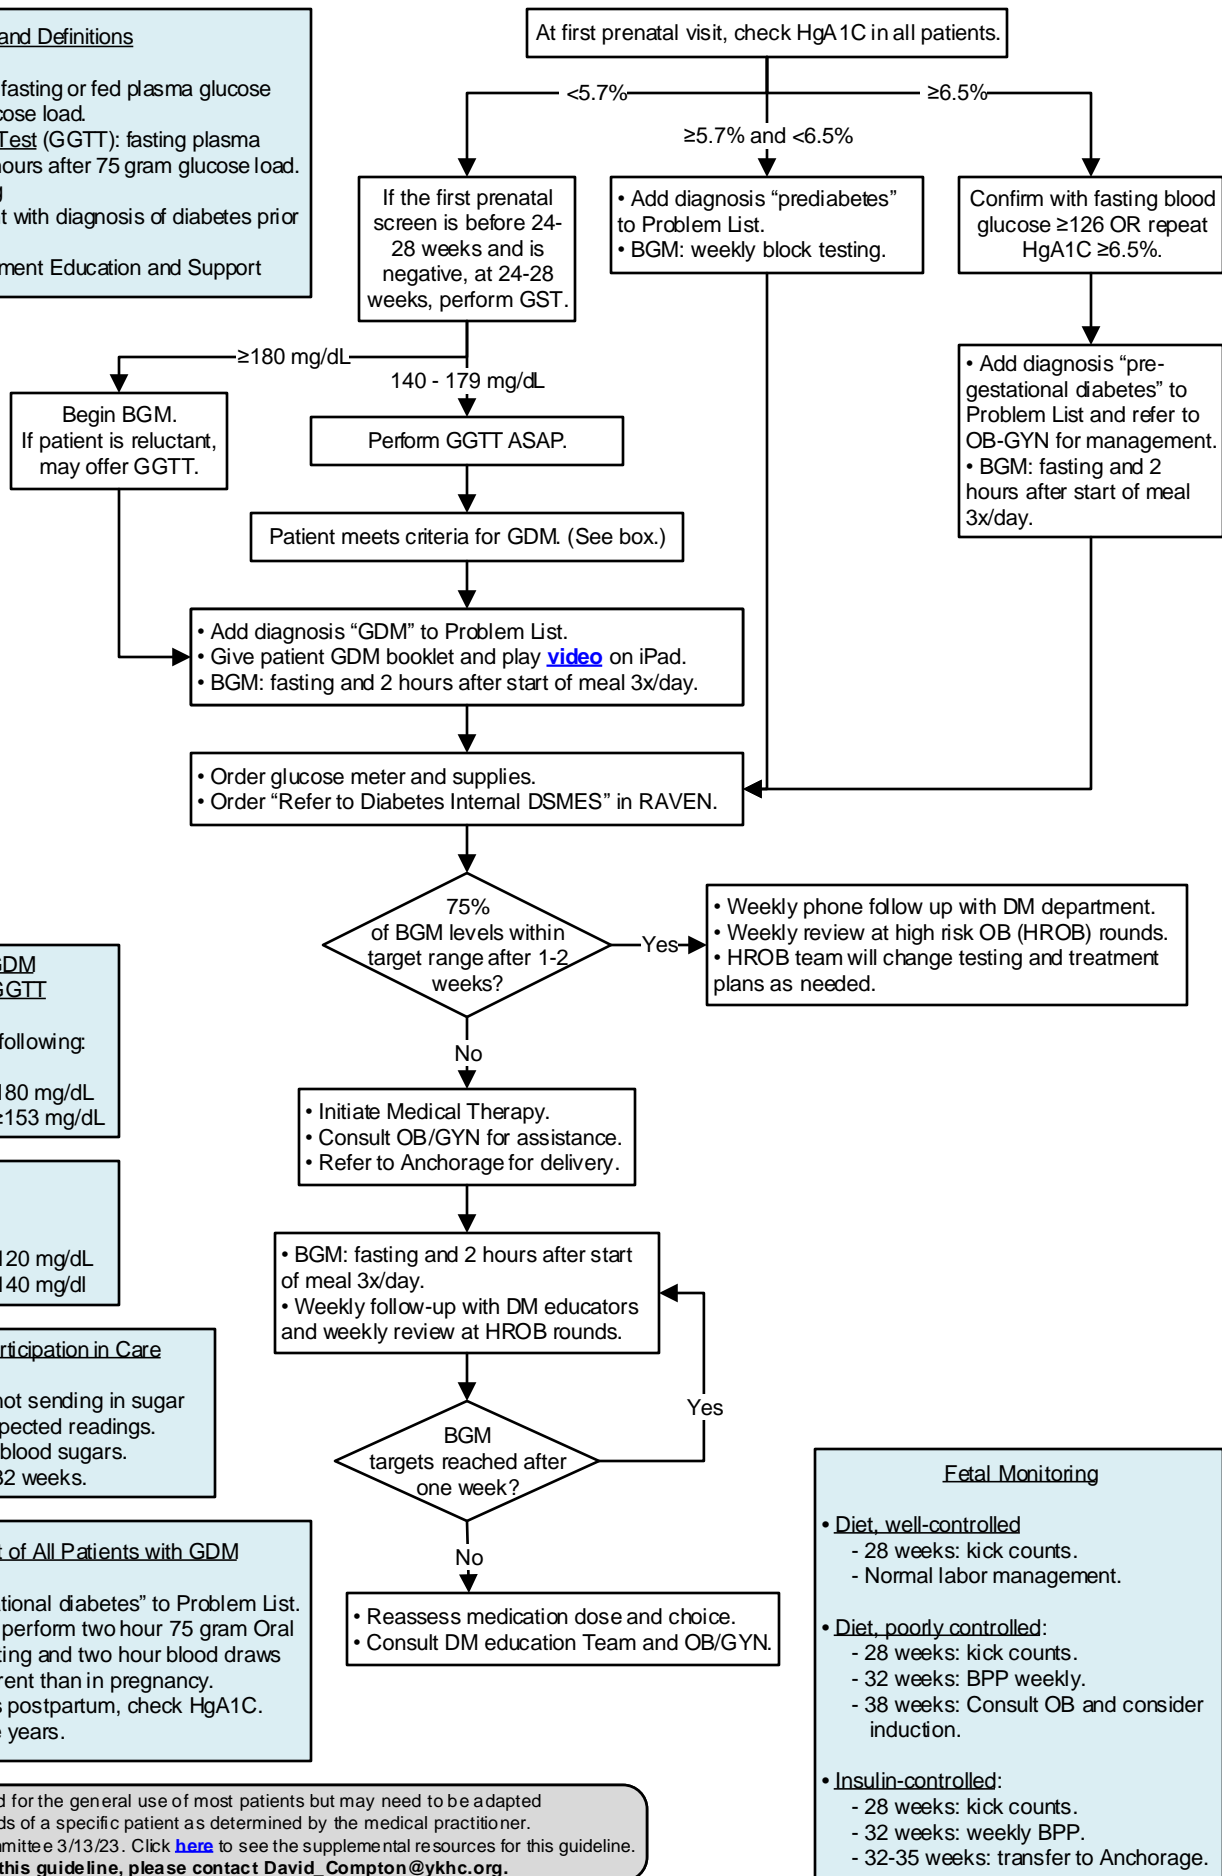 and Definitions
fasting or fed plasma glucose
cose load.
Test (GGTT): fasting plasma
hours after 75 gram glucose load.
g
t with diagnosis of diabetes prior
ment Education and Support
At first prenatal visit, check HgA1C in all patients.
<5.7%
≥5.7% and <6.5%
≥6.5%
If the first prenatal
screen is before 24-
28 weeks and is
negative, at 24-28
weeks, perform GST.
• Add diagnosis “prediabetes”
to Problem List.
• BGM: weekly block testing.
Confirm with fasting blood
glucose ≥126 OR repeat
HgA1C ≥6.5%.
≥180 mg/dL
140 - 179 mg/dL
Begin BGM.
If patient is reluctant,
may offer GGTT.
Perform GGTT ASAP.
• Add diagnosis “pre-
gestational diabetes” to
Problem List and refer to
OB-GYN for management.
• BGM: fasting and 2
hours after start of meal
3x/day.
Patient meets criteria for GDM. (See box.)
• Add diagnosis “GDM” to Problem List.
• Give patient GDM booklet and play video on iPad.
• BGM: fasting and 2 hours after start of meal 3x/day.
• Order glucose meter and supplies.
• Order “Refer to Diabetes Internal DSMES” in RAVEN.
75%
of BGM levels within
target range after 1-2
weeks?
Yes
• Weekly phone follow up with DM department.
• Weekly review at high risk OB (HROB) rounds.
• HROB team will change testing and treatment
plans as needed.
No
GDM
GGTT
following:
180 mg/dL
≥153 mg/dL
• Initiate Medical Therapy.
• Consult OB/GYN for assistance.
• Refer to Anchorage for delivery.
120 mg/dL
140 mg/dl
• BGM: fasting and 2 hours after start
of meal 3x/day.
• Weekly follow-up with DM educators
and weekly review at HROB rounds.
rticipation in Care
not sending in sugar
pected readings.
blood sugars.
32 weeks.
BGM
targets reached after
one week?
Yes
No
• Reassess medication dose and choice.
• Consult DM education Team and OB/GYN.
t of All Patients with GDM
ational diabetes” to Problem List.
perform two hour 75 gram Oral
ting and two hour blood draws
rent than in pregnancy.
s postpartum, check HgA1C.
e years.
Fetal Monitoring
• Diet, well-controlled
- 28 weeks: kick counts.
- Normal labor management.
• Diet, poorly controlled:
- 28 weeks: kick counts.
- 32 weeks: BPP weekly.
- 38 weeks: Consult OB and consider
induction.
• Insulin-controlled:
- 28 weeks: kick counts.
- 32 weeks: weekly BPP.
- 32-35 weeks: transfer to Anchorage.
d for the general use of most patients but may need to be adapted
ds of a specific patient as determined by the medical practitioner.
mmittee 3/13/23. Click here to see the supplemental resources for this guideline.
this guideline, please contact David_Compton@ykhc.org.